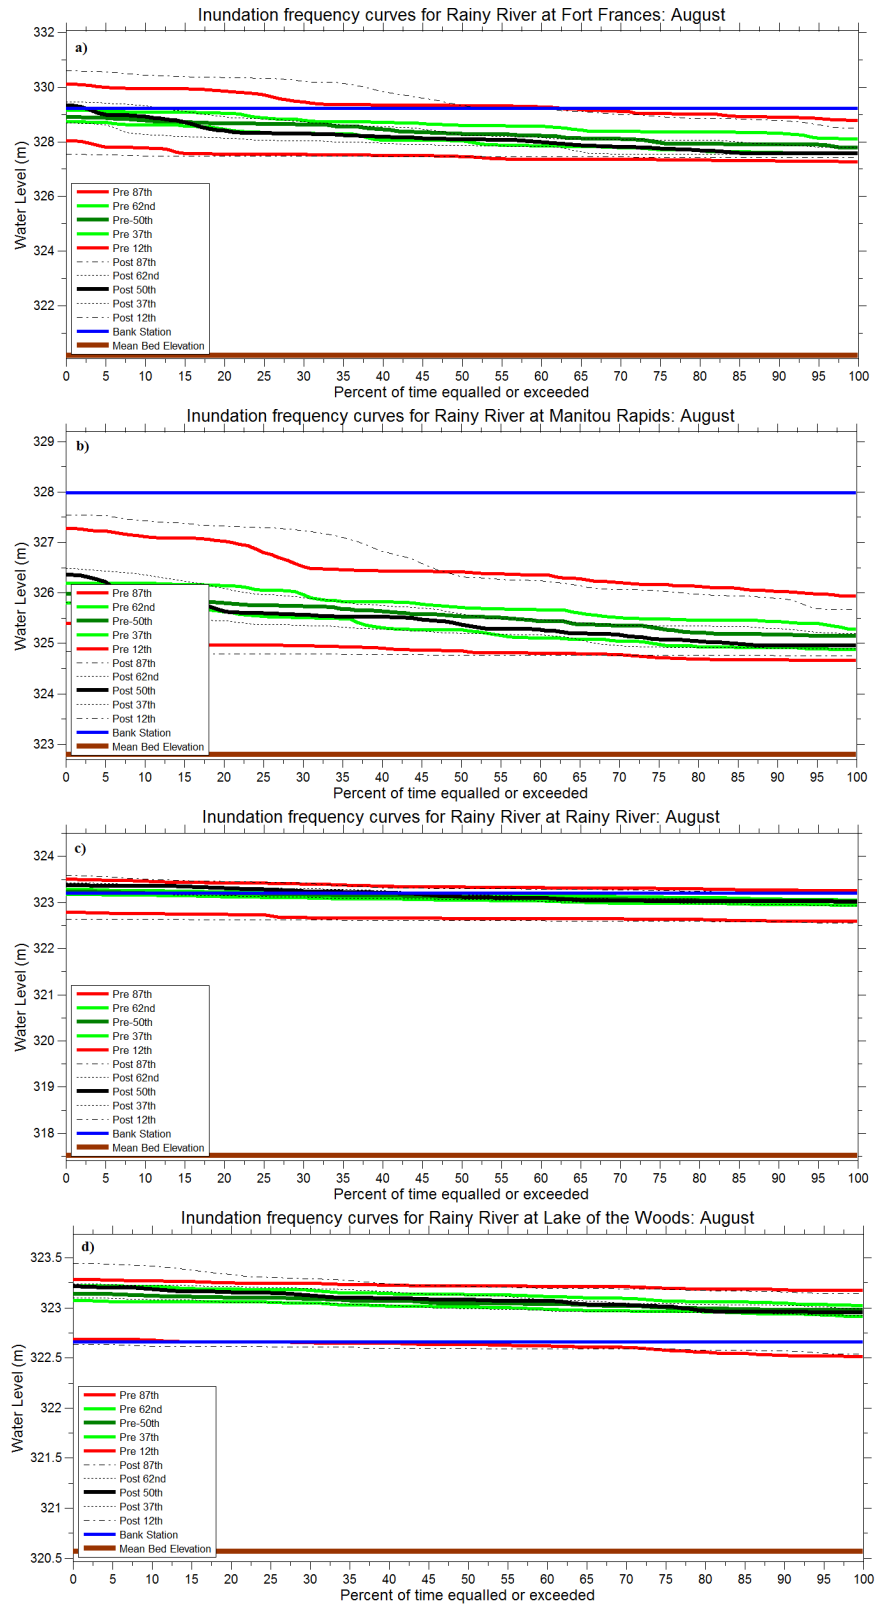 Inundation frequency curves for Rainy River at Fort Frances: August
a)
332
330
328
326
324
322
Water Level (m)
Pre 87th
Pre 62nd
Pre-50th
Pre 37th
Pre 12th
Post 87th
Post 62nd
Post 50th
Post 37th
Post 12th
Bank Station
Mean Bed Elevation
0 5 10 15 20 25 30 35 40 45 50 55 60 65 70 75 80 85 90 95 100
Percent of time equalled or exceeded
Inundation frequency curves for Rainy River at Manitou Rapids: August
b)
329
328
327
326
325
324
323
Water Level (m)
Pre 87th
Pre 62nd
Pre-50th
Pre 37th
Pre 12th
Post 87th
Post 62nd
Post 50th
Post 37th
Post 12th
Bank Station
Mean Bed Elevation
0 5 10 15 20 25 30 35 40 45 50 55 60 65 70 75 80 85 90 95 100
Percent of time equalled or exceeded
Inundation frequency curves for Rainy River at Rainy River: August
c)
324
323
322
321
320
319
318
Water Level (m)
Pre 87th
Pre 62nd
Pre-50th
Pre 37th
Pre 12th
Post 87th
Post 62nd
Post 50th
Post 37th
Post 12th
Bank Station
Mean Bed Elevation
0 5 10 15 20 25 30 35 40 45 50 55 60 65 70 75 80 85 90 95 100
Percent of time equalled or exceeded
Inundation frequency curves for Rainy River at Lake of the Woods: August
d)
323.5
323
322.5
322
321.5
321
320.5
Water Level (m)
Pre 87th
Pre 62nd
Pre-50th
Pre 37th
Pre 12th
Post 87th
Post 62nd
Post 50th
Post 37th
Post 12th
Bank Station
Mean Bed Elevation
0 5 10 15 20 25 30 35 40 45 50 55 60 65 70 75 80 85 90 95 100
Percent of time equalled or exceeded